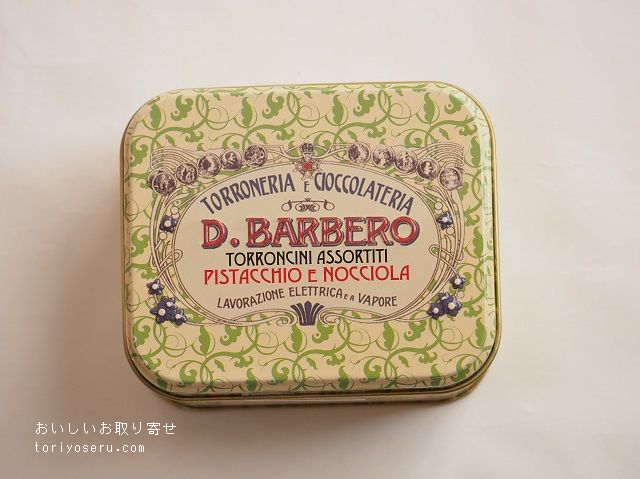 TORRONERIA E CIOCCOLATERIA
D. BARBERO
TORRONCINI ASSORTITI
PISTACCHIO E NOCCIOLA
LAVORAZIONE ELETTRICA E A VAPORE
おいしいお取り寄せ
toriyoseru.com